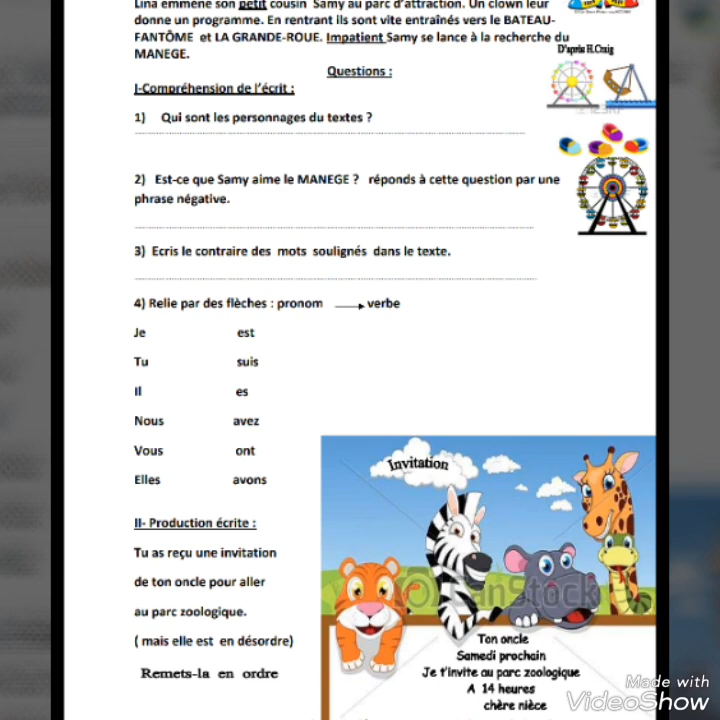 Lina emmène son petit cousin Samy au parc d'attraction. Un clown leur
donne un programme. En rentrant ils sont vite entraînés vers le BATEAU-
FANTÔME et LA GRANDE-ROUE. Impatient Samy se lance à la recherche du
MANEGE.
D'après H.Craig
Questions :
I-Compréhension de l'écrit :
1) Qui sont les personnages du textes ?
2) Est-ce que Samy aime le MANEGE ? réponds à cette question par une
phrase négative.
3) Ecris le contraire des mots soulignés dans le texte.
4) Relie par des flèches : pronom verbe
Je est
Tu suis
Il es
Nous avez
Vous ont
Elles avons
II- Production écrite :
Tu as reçu une invitation
de ton oncle pour aller
au parc zoologique.
( mais elle est en désordre)
Remets-la en ordre
Invitation
Ton oncle
Samedi prochain
Je t'invite au parc zoologique
A 14 heures
chère nièce
Made with
VideoShow